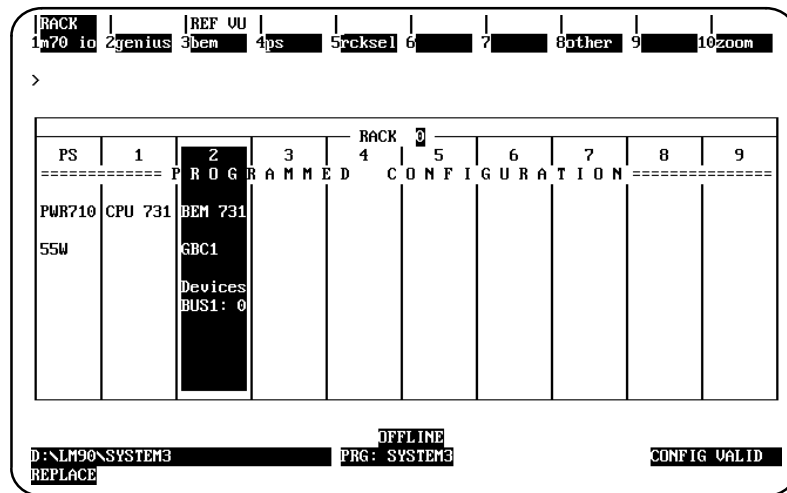 RACK REF VU
1m70 io 2genius 3bem 4ps 5rcksel 6 7 8other 9 10zoom
>
RACK 0
PS 1 2 3 4 5 6 7 8 9
============= P R O G R A M M E D C O N F I G U R A T I O N ===============
PWR710 CPU 731 BEM 731
55W GBC1
Devices
BUS1: 0
OFFLINE
D:\LM90\SYSTEM3 PRG: SYSTEM3 CONFIG VALID
REPLACE